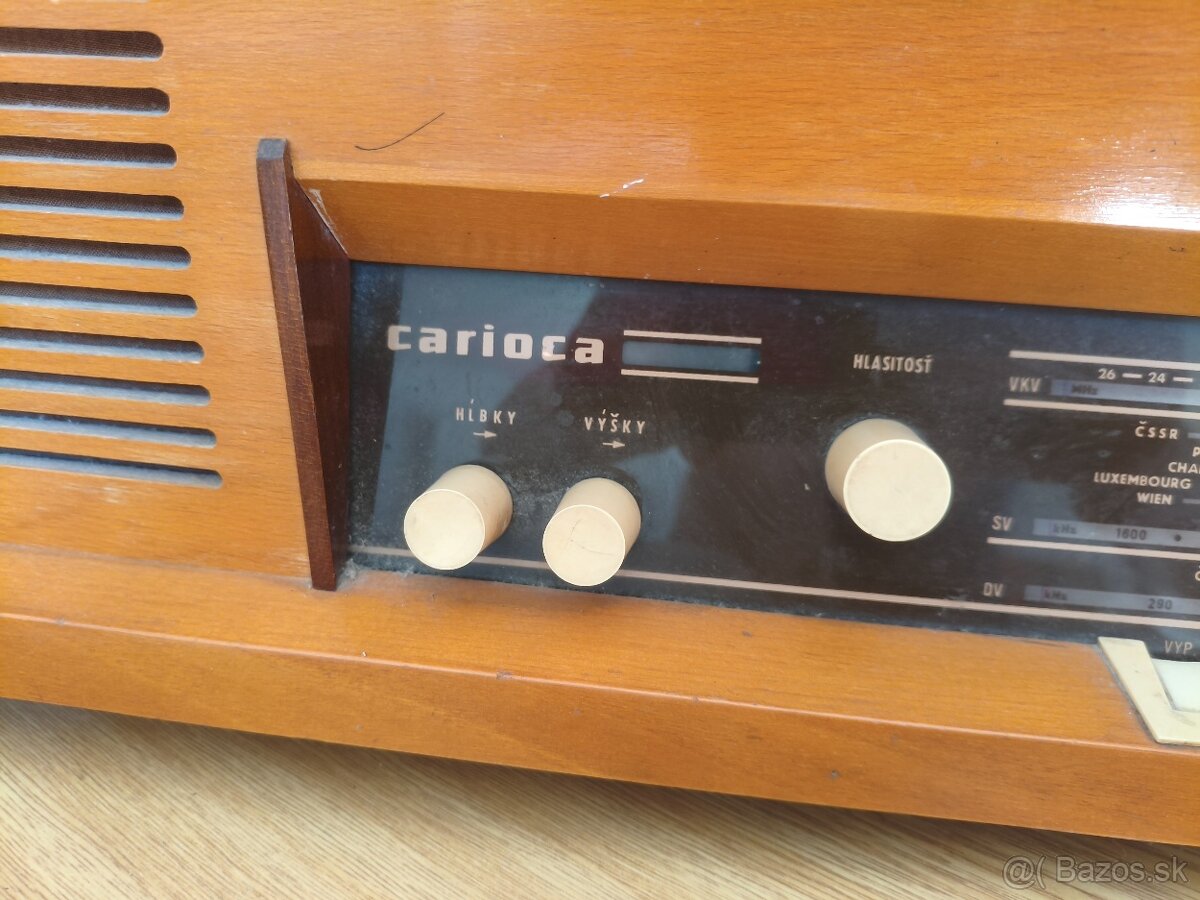 carioca
HLASITOSŤ
26 — 24
VKV MHz
HĹBKY
VÝŠKY
ČSSR
LUXEMBOURG
WIEN
SV kHz 1600
DV kHz 290
VYP.
@( Bazos.sk